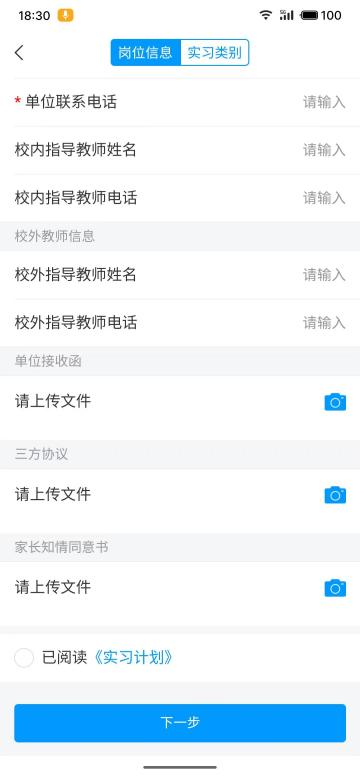 18:30 5G 100
岗位信息 实习类别
* 单位联系电话 请输入
校内指导教师姓名 请输入
校内指导教师电话 请输入
校外教师信息
校外指导教师姓名 请输入
校外指导教师电话 请输入
单位接收函
请上传文件
三方协议
请上传文件
家长知情同意书
请上传文件
已阅读《实习计划》
下一步